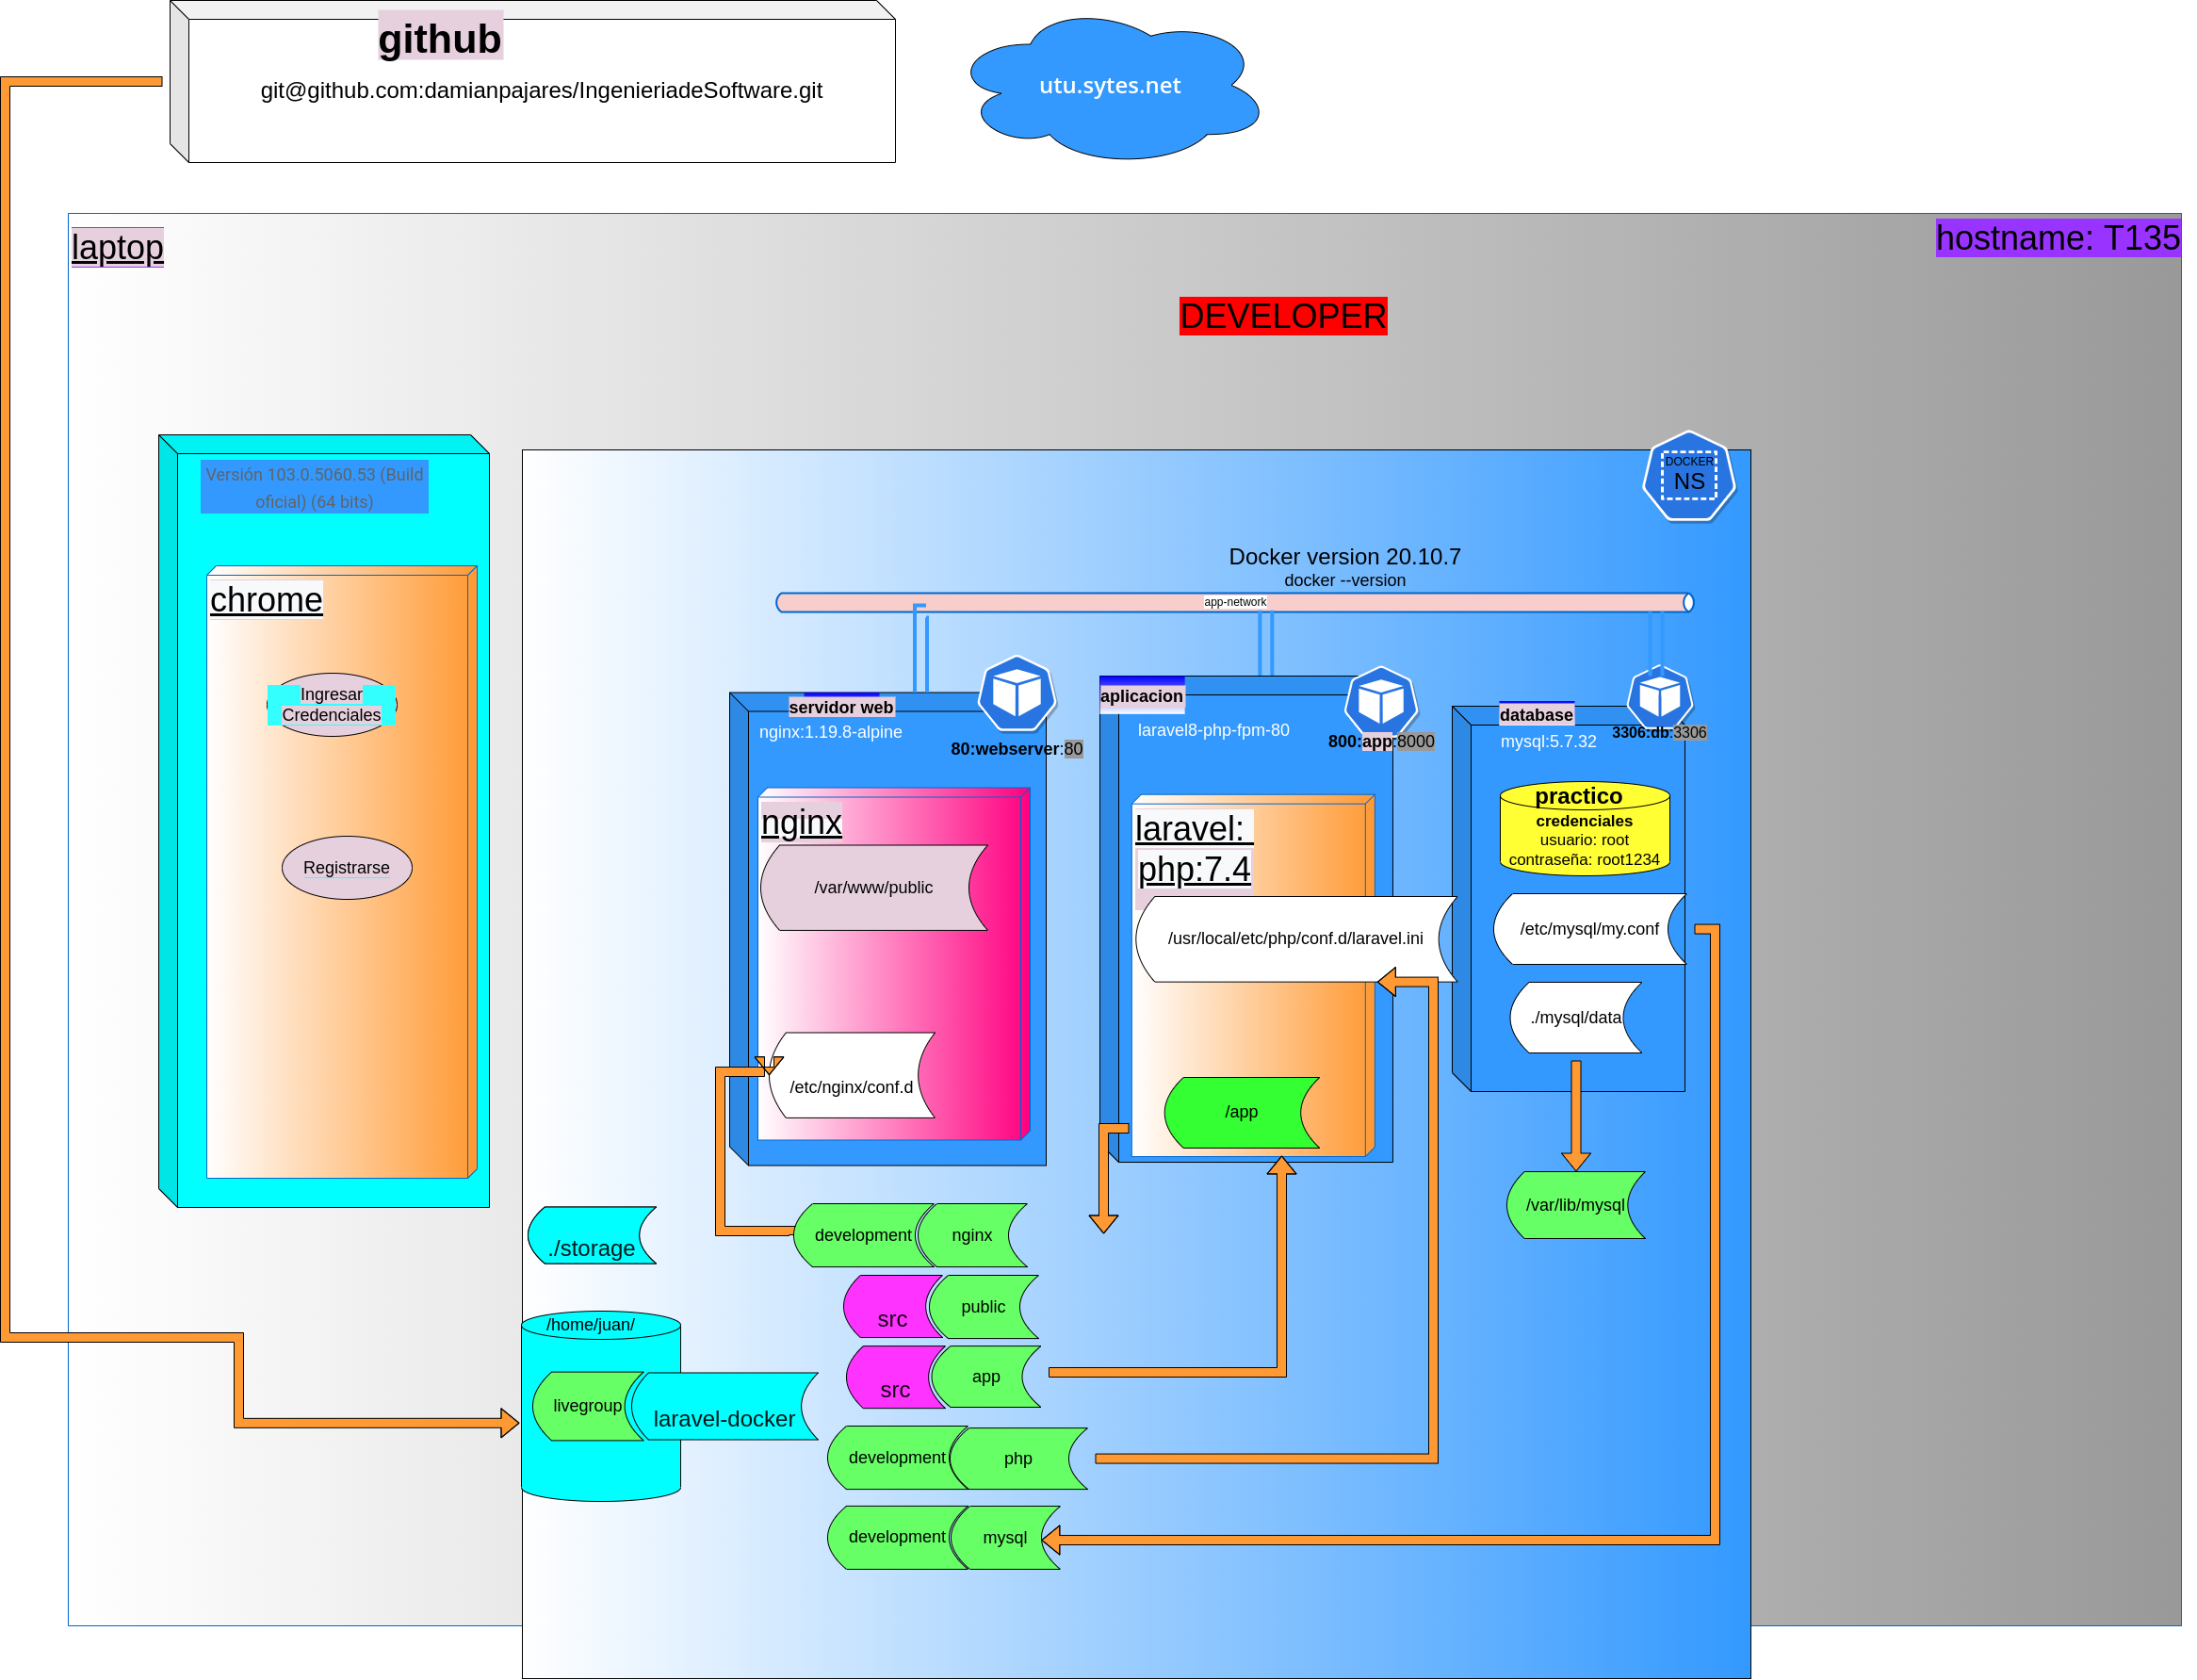 github
git@github.com:damianpajares/IngenieriadeSoftware.git
utu.sytes.net
laptop
hostname: T135
DEVELOPER
Versión 103.0.5060.53 (Build
oficial) (64 bits)
chrome
Ingresar
Credenciales
Registrarse
DOCKER
NS
Docker version 20.10.7
docker --version
app-network
servidor web
nginx:1.19.8-alpine
80:webserver:80
nginx
/var/www/public
/etc/nginx/conf.d
aplicacion
laravel8-php-fpm-80
800:app:8000
laravel:
php:7.4
/usr/local/etc/php/conf.d/laravel.ini
/app
database
mysql:5.7.32
3306:db:3306
practico
credenciales
usuario: root
contraseña: root1234
/etc/mysql/my.conf
./mysql/data
/var/lib/mysql
./storage
/home/juan/
livegroup
laravel-docker
development
nginx
src
public
src
app
development
php
development
mysql